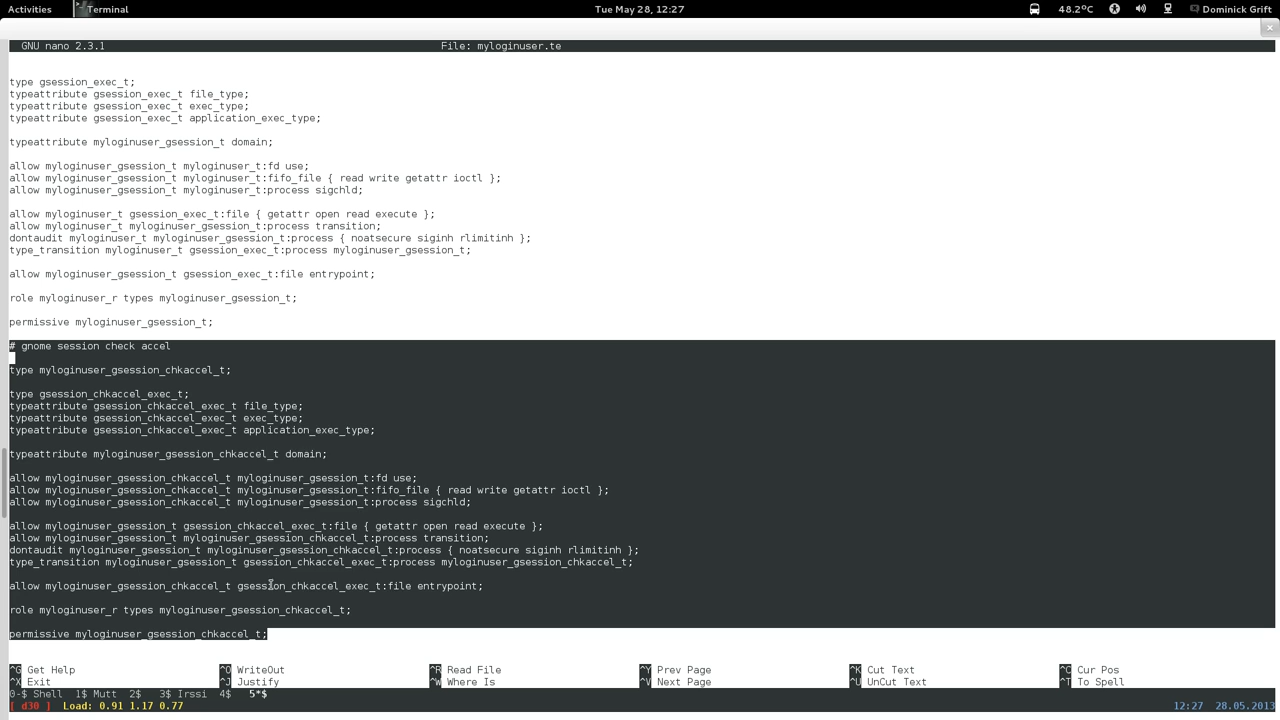 Activities Terminal Tue May 28, 12:27 48.2°C Dominick Grift
GNU nano 2.3.1 File: myloginuser.te
type gsession_exec_t;
typeattribute gsession_exec_t file_type;
typeattribute gsession_exec_t exec_type;
typeattribute gsession_exec_t application_exec_type;
typeattribute myloginuser_gsession_t domain;
allow myloginuser_gsession_t myloginuser_t:fd use;
allow myloginuser_gsession_t myloginuser_t:fifo_file { read write getattr ioctl };
allow myloginuser_gsession_t myloginuser_t:process sigchld;
allow myloginuser_t gsession_exec_t:file { getattr open read execute };
allow myloginuser_t myloginuser_gsession_t:process transition;
dontaudit myloginuser_t myloginuser_gsession_t:process { noatsecure siginh rlimitinh };
type_transition myloginuser_t gsession_exec_t:process myloginuser_gsession_t;
allow myloginuser_gsession_t gsession_exec_t:file entrypoint;
role myloginuser_r types myloginuser_gsession_t;
permissive myloginuser_gsession_t;
# gnome session check accel
type myloginuser_gsession_chkaccel_t;
type gsession_chkaccel_exec_t;
typeattribute gsession_chkaccel_exec_t file_type;
typeattribute gsession_chkaccel_exec_t exec_type;
typeattribute gsession_chkaccel_exec_t application_exec_type;
typeattribute myloginuser_gsession_chkaccel_t domain;
allow myloginuser_gsession_chkaccel_t myloginuser_gsession_t:fd use;
allow myloginuser_gsession_chkaccel_t myloginuser_gsession_t:fifo_file { read write getattr ioctl };
allow myloginuser_gsession_chkaccel_t myloginuser_gsession_t:process sigchld;
allow myloginuser_gsession_t gsession_chkaccel_exec_t:file { getattr open read execute };
allow myloginuser_gsession_t myloginuser_gsession_chkaccel_t:process transition;
dontaudit myloginuser_gsession_t myloginuser_gsession_chkaccel_t:process { noatsecure siginh rlimitinh };
type_transition myloginuser_gsession_t gsession_chkaccel_exec_t:process myloginuser_gsession_chkaccel_t;
allow myloginuser_gsession_chkaccel_t gsession_chkaccel_exec_t:file entrypoint;
role myloginuser_r types myloginuser_gsession_chkaccel_t;
permissive myloginuser_gsession_chkaccel_t;
^G Get Help ^O WriteOut ^R Read File ^Y Prev Page ^K Cut Text ^C Cur Pos
^X Exit ^J Justify ^W Where Is ^V Next Page ^U UnCut Text ^T To Spell
0-$ Shell 1$ Mutt 2$ 3$ Irssi 4$ 5*$
[ d30 ] Load: 0.91 1.17 0.77 12:27 28.05.2013